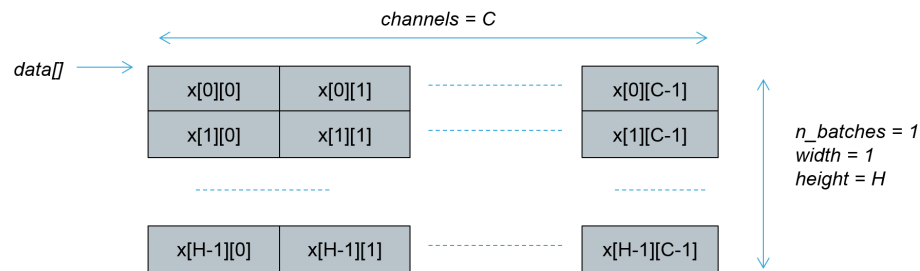 channels = C
data[]
x[0][0] x[0][1] x[0][C-1]
x[1][0] x[1][1] x[1][C-1]
n_batches = 1
width = 1
height = H
x[H-1][0] x[H-1][1] x[H-1][C-1]